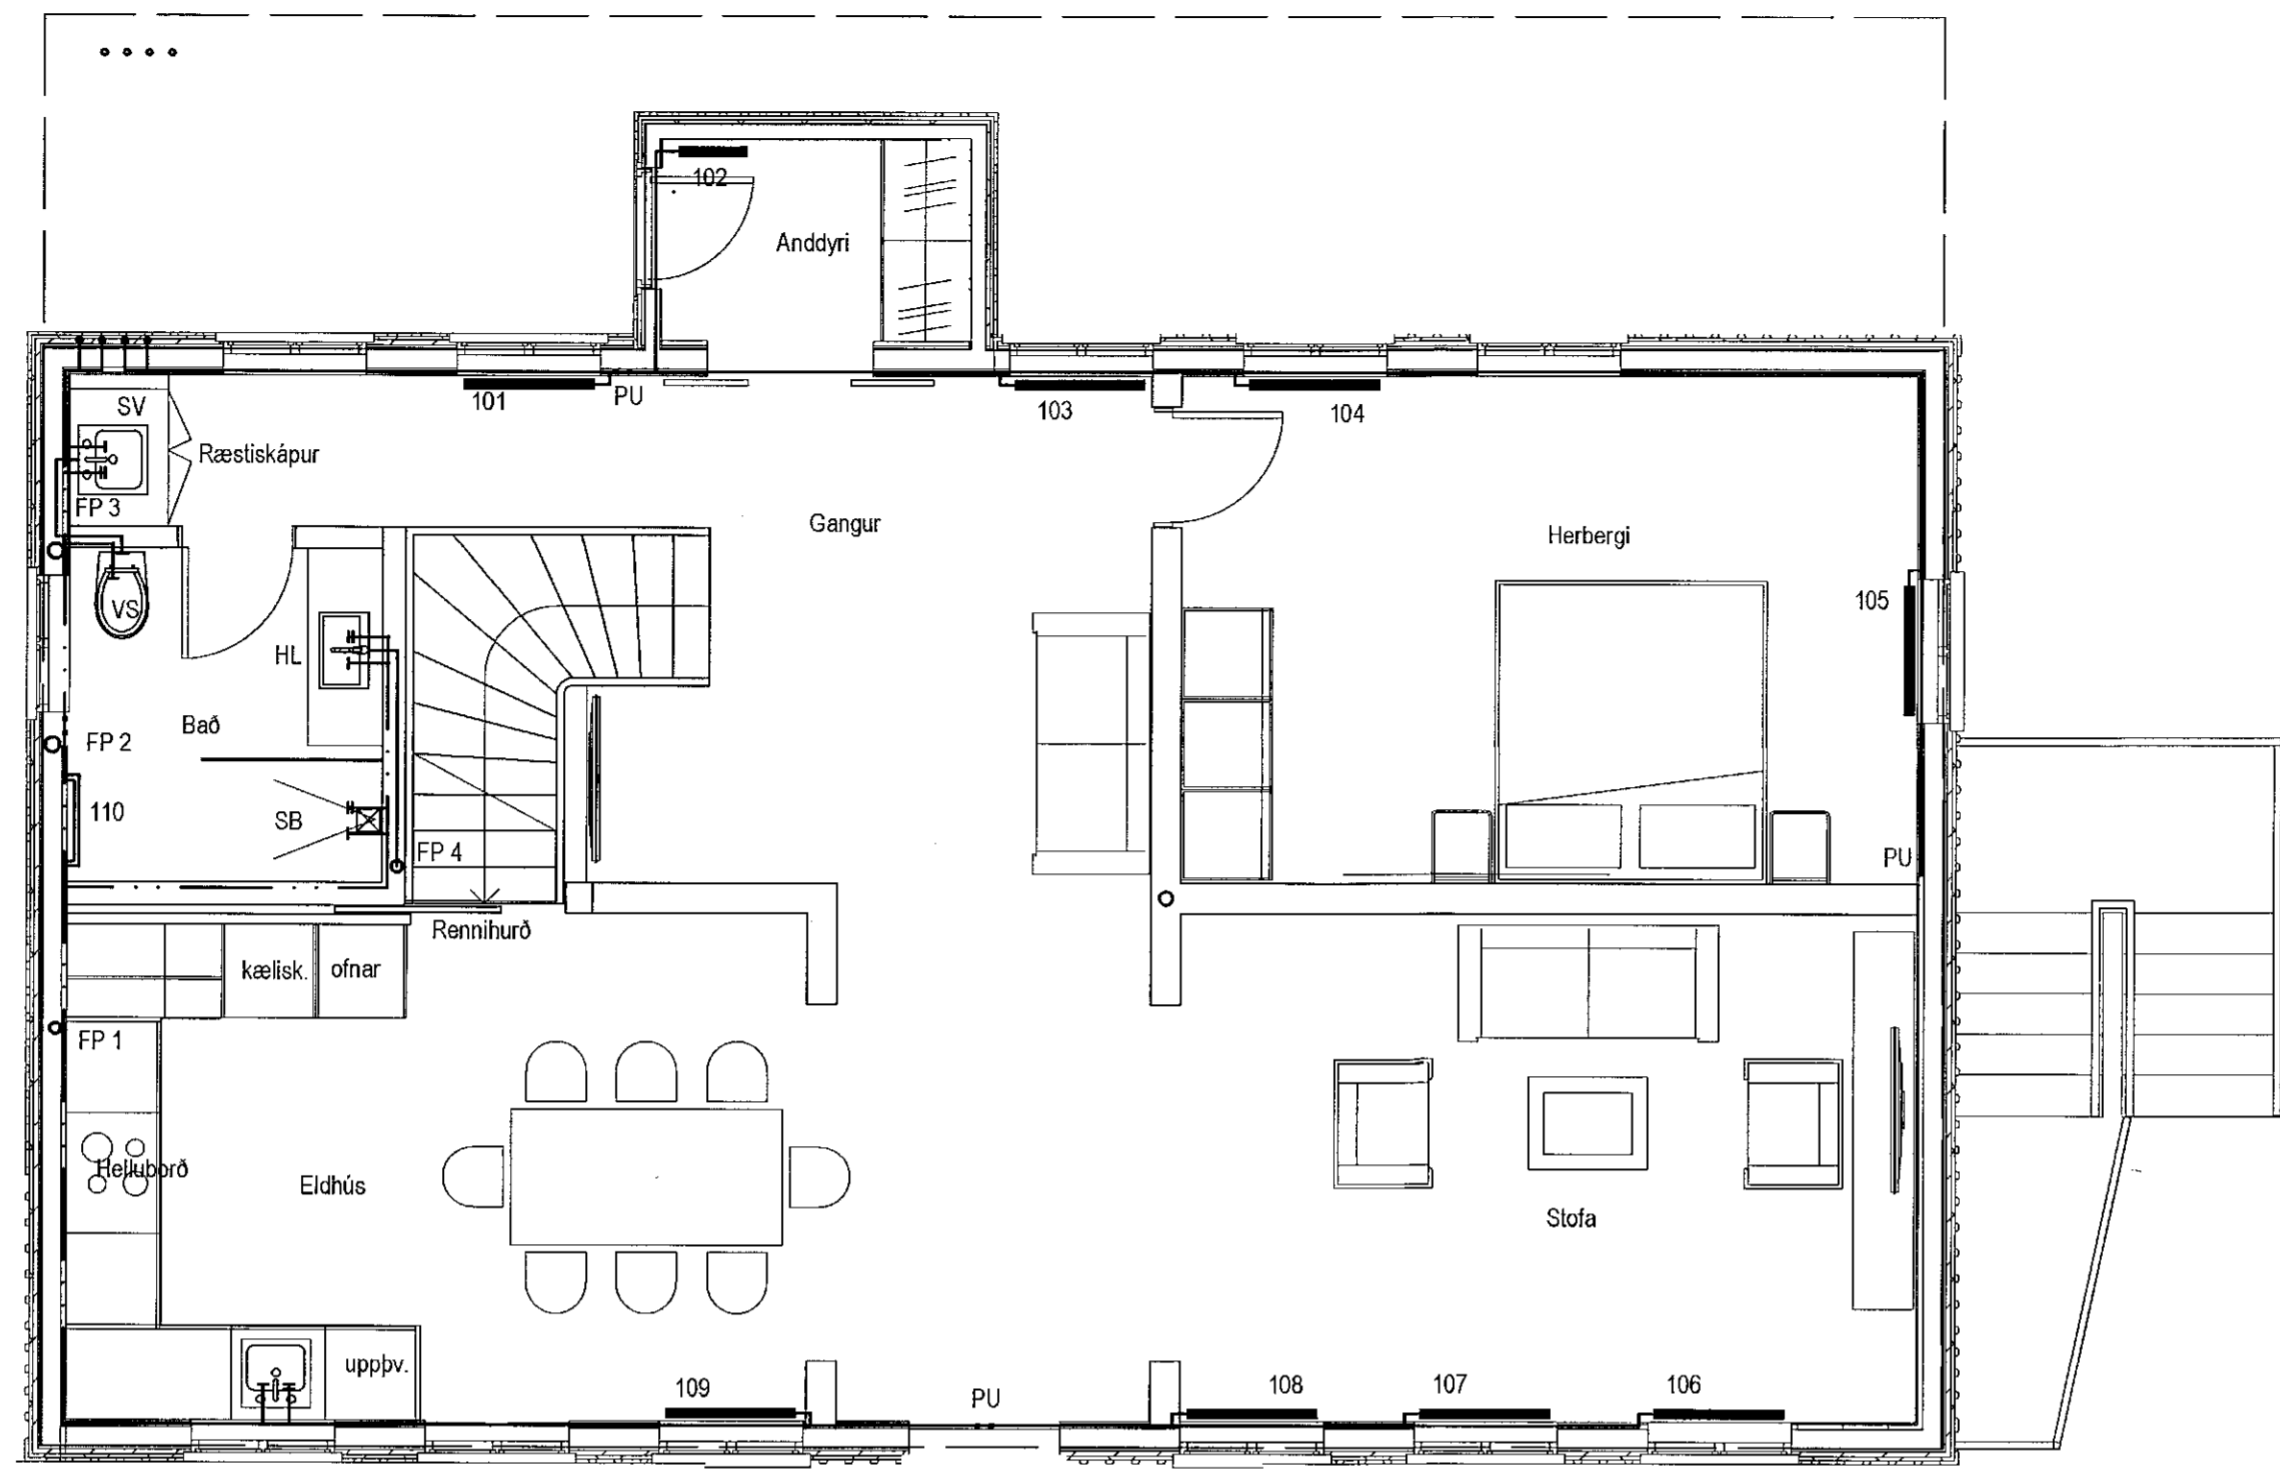 102
Anddyri
101
PU
103
104
SV
Ræstiskápur
FP 3
Gangur
Herbergi
VS
105
HL
Bað
FP 2
110
SB
FP 4
PU
Rennihurð
kælisk.
ofnar
FP 1
Helluborð
Eldhús
Stofa
uppþv.
109
PU
108
107
106